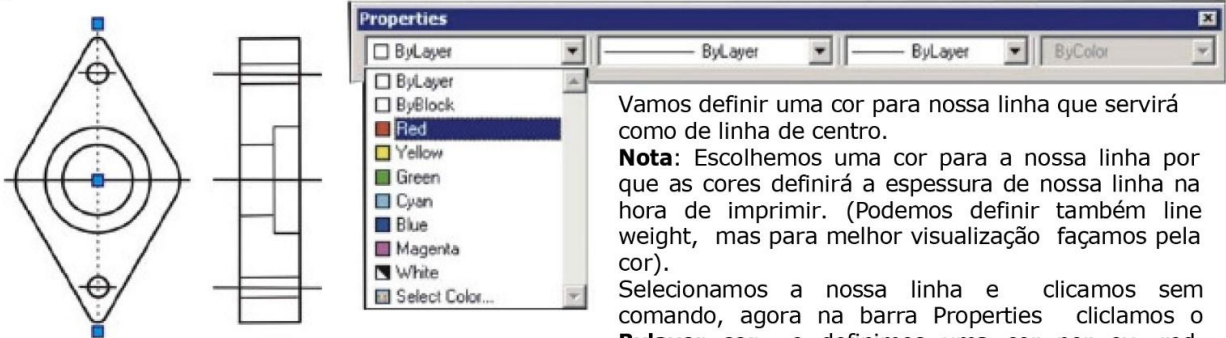 Properties
ByLayer ByLayer ByLayer ByColor
ByLayer
ByBlock
Red
Yellow
Green
Cyan
Blue
Magenta
White
Select Color...
Vamos definir uma cor para nossa linha que servirá
como de linha de centro.
Nota: Escolhemos uma cor para a nossa linha por
que as cores definirá a espessura de nossa linha na
hora de imprimir. (Podemos definir também line
weight, mas para melhor visualização façamos pela
cor).
Selecionamos a nossa linha e clicamos sem
comando, agora na barra Properties cliclamos o